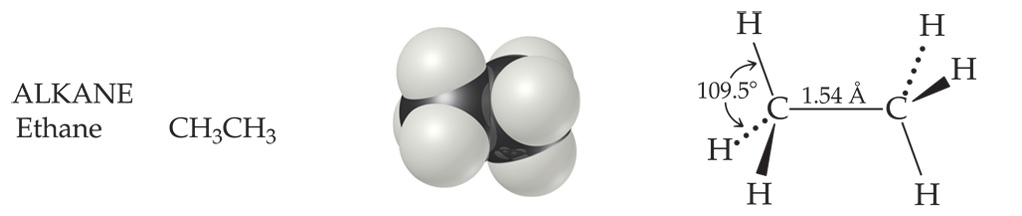 ALKANE
Ethane CH₃CH₃
H H
H
109.5° C 1.54 Å C
H
H H